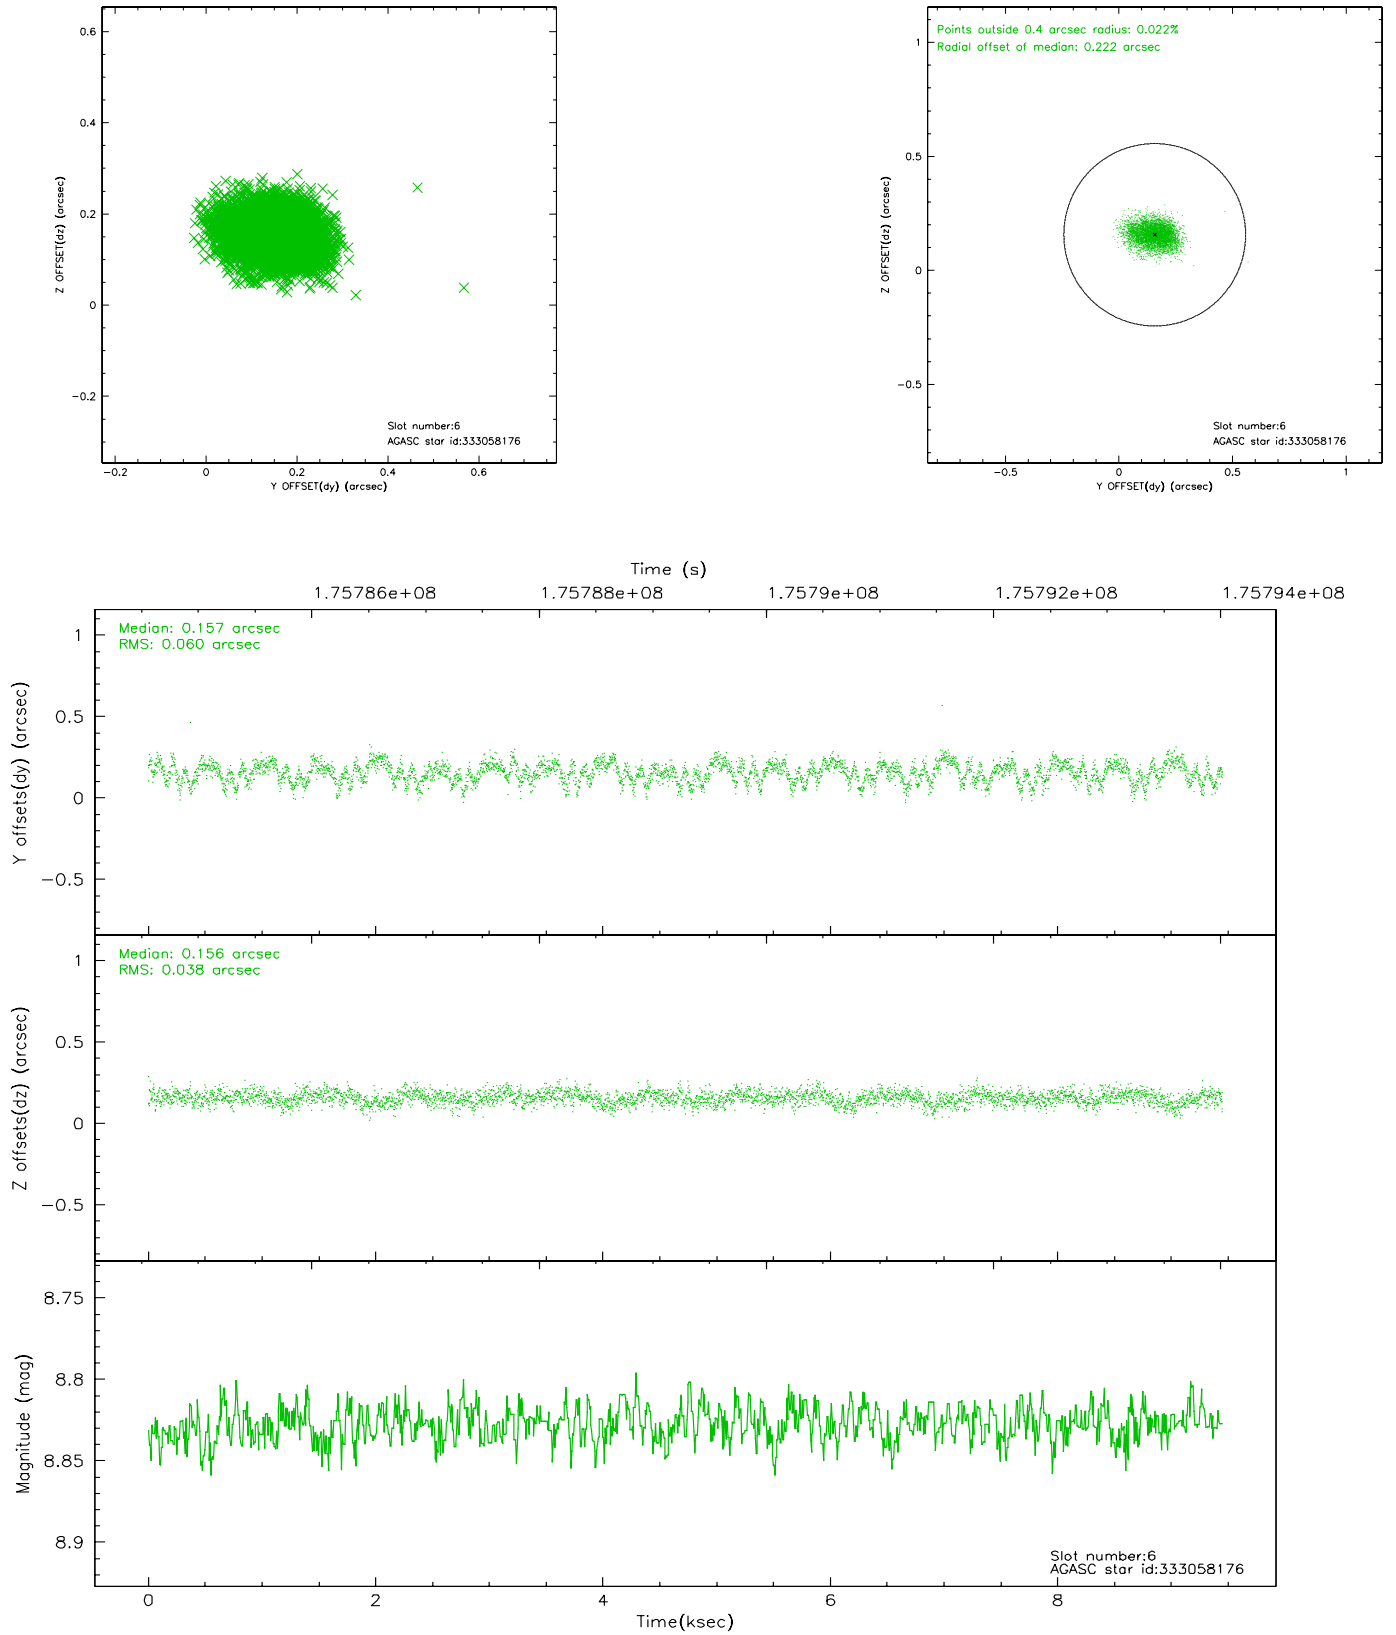 0.6
0.4
0.2
0
−0.2
Z OFFSET(dz) (arcsec)
−0.2 0 0.2 0.4 0.6
Y OFFSET(dy) (arcsec)
Slot number:6
AGASC star id:333058176
Points outside 0.4 arcsec radius: 0.022%
Radial offset of median: 0.222 arcsec
1
0.5
0
−0.5
Z OFFSET(dz) (arcsec)
−0.5 0 0.5 1
Y OFFSET(dy) (arcsec)
Slot number:6
AGASC star id:333058176
Time (s)
1.75786e+08 1.75788e+08 1.7579e+08 1.75792e+08 1.75794e+08
Median: 0.157 arcsec
RMS: 0.060 arcsec
1
0.5
0
−0.5
Y offsets(dy) (arcsec)
Median: 0.156 arcsec
RMS: 0.038 arcsec
1
0.5
0
−0.5
Z offsets(dz) (arcsec)
8.75
8.8
8.85
8.9
Magnitude (mag)
Slot number:6
AGASC star id:333058176
0 2 4 6 8
Time(ksec)